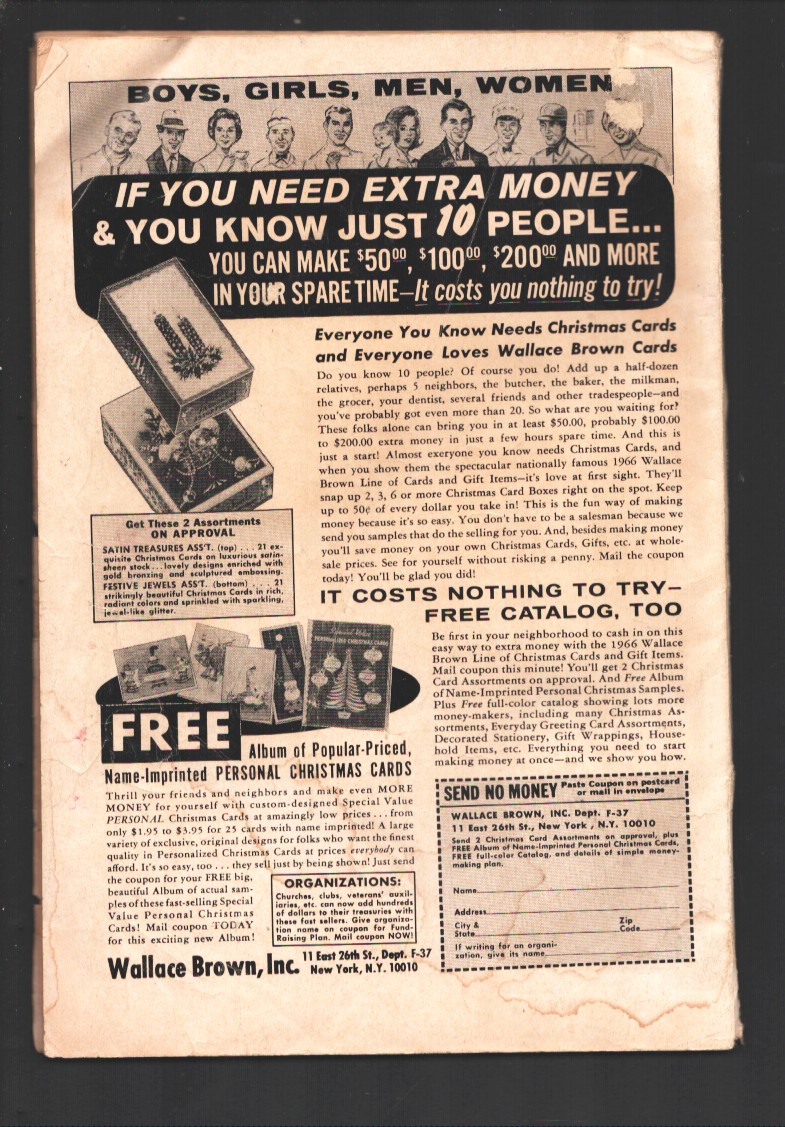 BOYS, GIRLS, MEN, WOMEN
IF YOU NEED EXTRA MONEY
& YOU KNOW JUST 10 PEOPLE...
YOU CAN MAKE $50.00, $100.00, $200.00 AND MORE
IN YOUR SPARE TIME—It costs you nothing to try!
Everyone You Know Needs Christmas Cards
and Everyone Loves Wallace Brown Cards
Do you know 10 people? Of course you do! Add up a half-dozen
relatives, perhaps 5 neighbors, the butcher, the baker, the milkman,
the grocer, your dentist, several friends and other tradespeople—and
you've probably got even more than 20. So what are you waiting for?
These folks alone can bring you in at least $50.00, probably $100.00
to $200.00 extra money in just a few hours spare time. And this is
just a start! Almost everyone you know needs Christmas Cards, and
when you show them the spectacular nationally famous 1966 Wallace
Brown Line of Cards and Gift Items—it's love at first sight. They'll
snap up 2, 3, 6 or more Christmas Card Boxes right on the spot. Keep
up to 50¢ of every dollar you take in! This is the fun way of making
money because it's so easy. You don't have to be a salesman because we
send you samples that do the selling for you. And, besides making money
you'll save money on your own Christmas Cards, Gifts, etc. at whole-
sale prices. See for yourself without risking a penny. Mail the coupon
today! You'll be glad you did!
Get These 2 Assortments
ON APPROVAL
SATIN TREASURES ASS'T. (top) . . . 21 ex-
quisite Christmas Cards on luxurious satin-
sheen stock...lovely designs enriched with
gold bronzing and sculptured embossing.
FESTIVE JEWELS ASS'T. (bottom) . . . 21
strikingly beautiful Christmas Cards in rich,
radiant colors and sprinkled with sparkling,
jewel-like glitter.
IT COSTS NOTHING TO TRY—
FREE CATALOG, TOO
Be first in your neighborhood to cash in on this
easy way to extra money with the 1966 Wallace
Brown Line of Christmas Cards and Gift Items.
Mail coupon this minute! You'll get 2 Christmas
Card Assortments on approval. And Free Album
of Name-Imprinted Personal Christmas Samples.
Plus Free full-color catalog showing lots more
money-makers, including many Christmas As-
sortments, Everyday Greeting Card Assortments,
Decorated Stationery, Gift Wrappings, House-
hold Items, etc. Everything you need to start
making money at once—and we show you how.
PERSONALIZED CHRISTMAS CARDS
FREE
Album of Popular-Priced,
Name-Imprinted PERSONAL CHRISTMAS CARDS
Thrill your friends and neighbors and make even MORE
MONEY for yourself with custom-designed Special Value
PERSONAL Christmas Cards at amazingly low prices . . . from
only $1.95 to $3.95 for 25 cards with name imprinted! A large
variety of exclusive, original designs for folks who want the finest
quality in Personalized Christmas Cards at prices everybody can
afford. It's so easy, too . . . they sell just by being shown! Just send
the coupon for your FREE big,
beautiful Album of actual sam-
ples of these fast-selling Special
Value Personal Christmas
Cards! Mail coupon TODAY
for this exciting new Album!
ORGANIZATIONS:
Churches, clubs, veterans' auxil-
iaries, etc. can now add hundreds
of dollars to their treasuries with
these fast sellers. Give organiza-
tion name on coupon for Fund-
Raising Plan. Mail coupon NOW!
Wallace Brown, Inc. 11 East 26th St., Dept. F-37
New York, N.Y. 10010
SEND NO MONEY Paste Coupon on postcard
or mail in envelope
WALLACE BROWN, INC. Dept. F-37
11 East 26th St., New York , N.Y. 10010
Send 2 Christmas Card Assortments on approval, plus
FREE Album of Name-Imprinted Personal Christmas Cards,
FREE full-color Catalog, and details of simple money-
making plan.
Name
Address
City &
State
Zip
Code
If writing for an organi-
zation, give its name